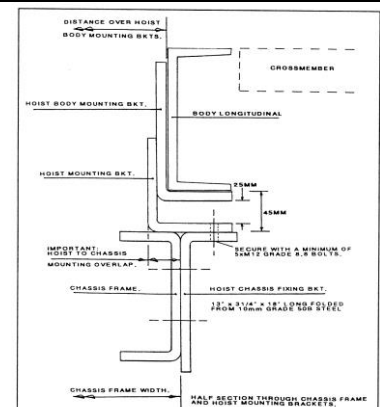 DISTANCE OVER HOIST
BODY MOUNTING BKTS.
CROSSMEMBER
HOIST BODY MOUNTING BKT.
BODY LONGITUDINAL
HOIST MOUNTING BKT.
25MM
45MM
IMPORTANT:
HOIST TO CHASSIS
MOUNTING OVERLAP.
SECURE WITH A MINIMUM OF
5xM12 GRADE 8.8 BOLTS.
CHASSIS FRAME.
HOIST CHASSIS FIXING BKT.
13" x 31/4" x 18" LONG FOLDED
FROM 10mm GRADE 50B STEEL
CHASSIS FRAME WIDTH.
HALF SECTION THROUGH CHASSIS FRAME
AND HOIST MOUNTING BRACKETS.